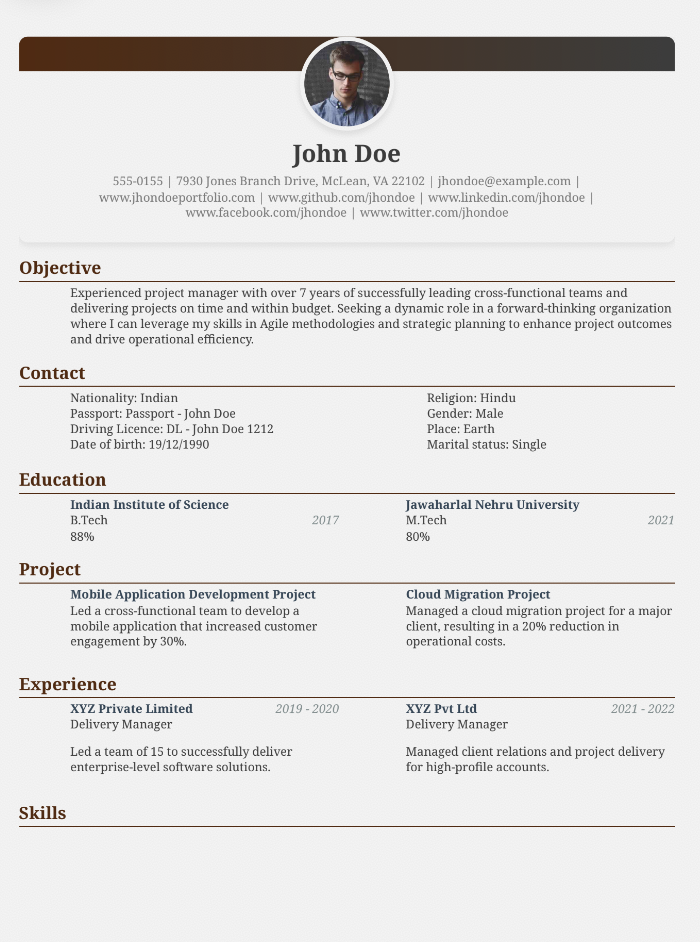 John Doe
555-0155 | 7930 Jones Branch Drive, McLean, VA 22102 | jhondoe@example.com |
www.jhondoeportfolio.com | www.github.com/jhondoe | www.linkedin.com/jhondoe |
www.facebook.com/jhondoe | www.twitter.com/jhondoe
Objective
Experienced project manager with over 7 years of successfully leading cross-functional teams and
delivering projects on time and within budget. Seeking a dynamic role in a forward-thinking organization
where I can leverage my skills in Agile methodologies and strategic planning to enhance project outcomes
and drive operational efficiency.
Contact
Nationality: Indian
Passport: Passport - John Doe
Driving Licence: DL - John Doe 1212
Date of birth: 19/12/1990
Religion: Hindu
Gender: Male
Place: Earth
Marital status: Single
Education
Indian Institute of Science
B.Tech 2017
88%
Jawaharlal Nehru University
M.Tech 2021
80%
Project
Mobile Application Development Project
Led a cross-functional team to develop a
mobile application that increased customer
engagement by 30%.
Cloud Migration Project
Managed a cloud migration project for a major
client, resulting in a 20% reduction in
operational costs.
Experience
XYZ Private Limited 2019 - 2020
Delivery Manager
Led a team of 15 to successfully deliver
enterprise-level software solutions.
XYZ Pvt Ltd 2021 - 2022
Delivery Manager
Managed client relations and project delivery
for high-profile accounts.
Skills